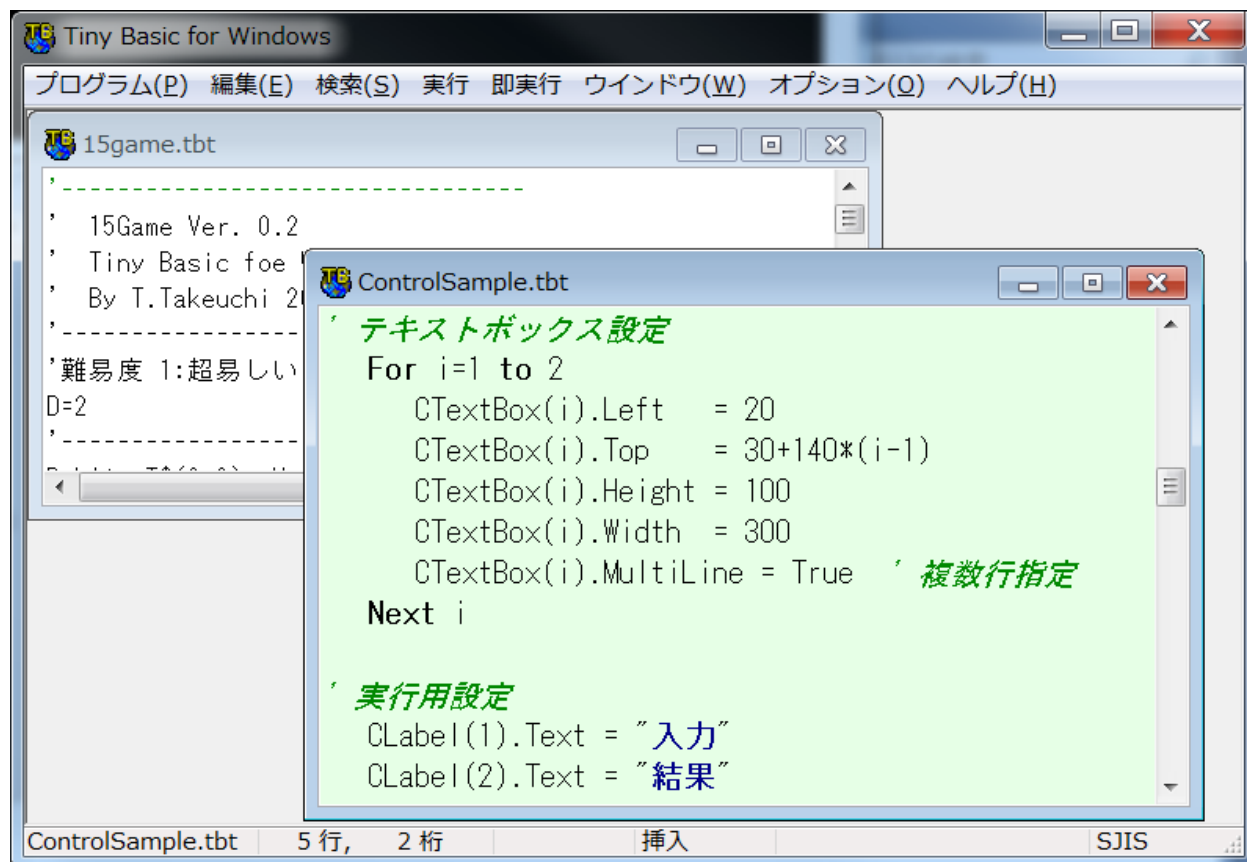 Tiny Basic for Windows
プログラム(P) 編集(E) 検索(S) 実行 即実行 ウインドウ(W) オプション(O) ヘルプ(H)
15game.tbt
'---------------------------------
' 15Game Ver. 0.2
' Tiny Basic foe
' By T.Takeuchi
'-----------------
'難易度 1:超易しい
D=2
'-----------------
ControlSample.tbt
' テキストボックス設定
For i=1 to 2
CTextBox(i).Left = 20
CTextBox(i).Top = 30+140*(i-1)
CTextBox(i).Height = 100
CTextBox(i).Width = 300
CTextBox(i).MultiLine = True ' 複数行指定
Next i
' 実行用設定
CLabel(1).Text = "入力"
CLabel(2).Text = "結果"
ControlSample.tbt 5 行, 2 桁 挿入 SJIS